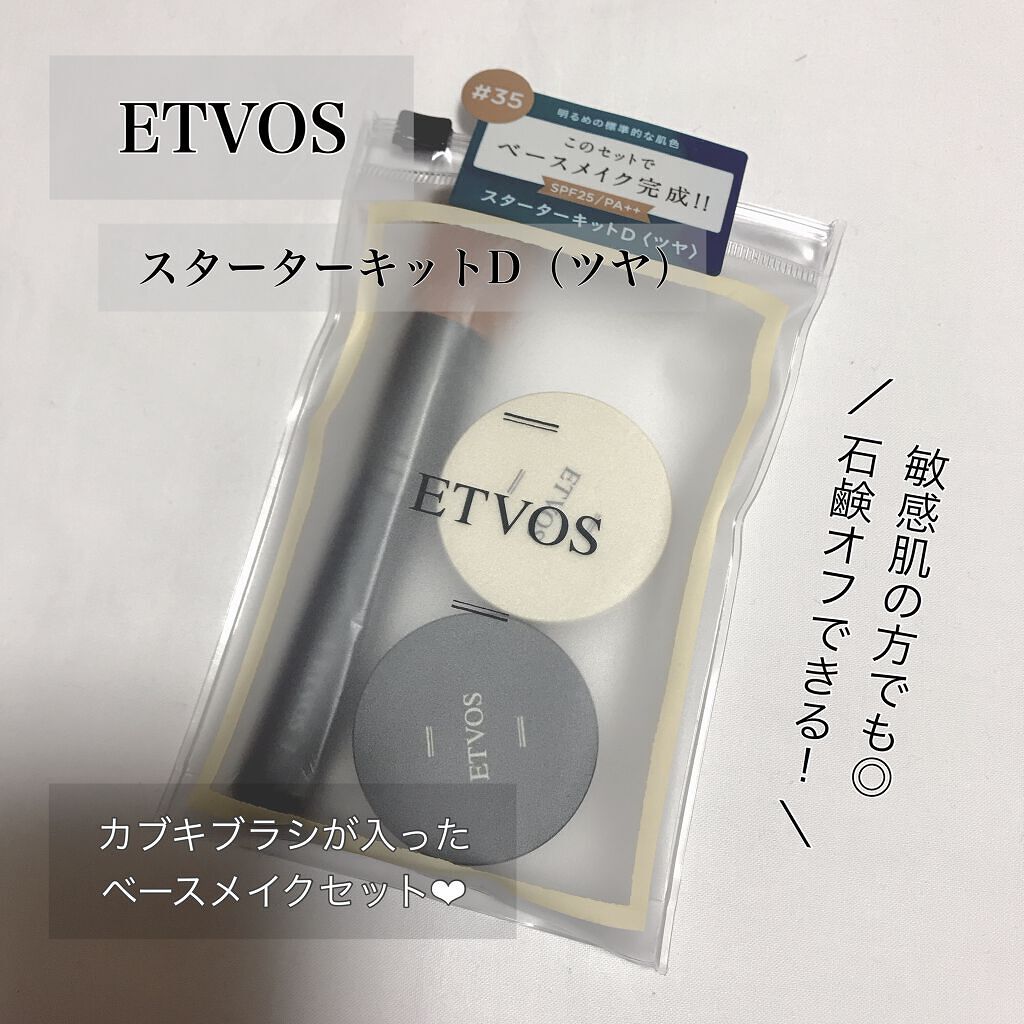 ETVOS
#35
明るめの標準的な肌色
このセットで
ベースメイク完成!!
SPF25/PA++
スターターキットD〈ツヤ〉
スターターキットD（ツヤ）
ETVOS
ETVOS
ETVOS
敏感肌の方でも◎
石鹸オフできる！
カブキブラシが入った
ベースメイクセット❤